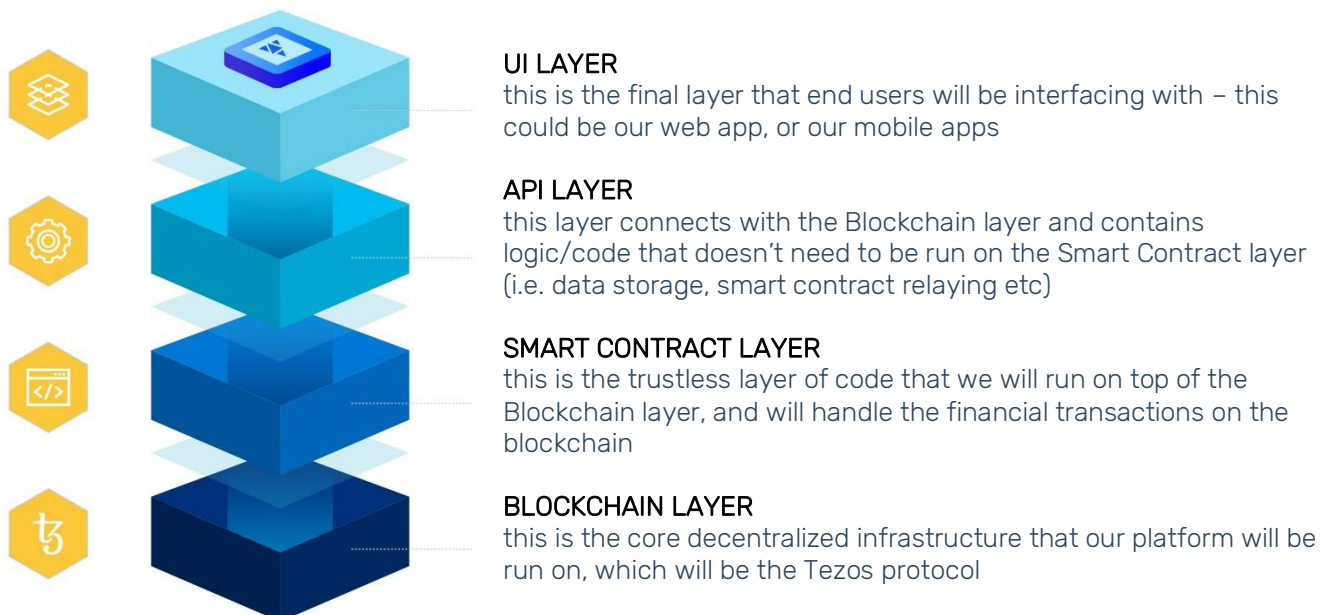 UI LAYER
this is the final layer that end users will be interfacing with – this
could be our web app, or our mobile apps
API LAYER
this layer connects with the Blockchain layer and contains
logic/code that doesn’t need to be run on the Smart Contract layer
(i.e. data storage, smart contract relaying etc)
SMART CONTRACT LAYER
this is the trustless layer of code that we will run on top of the
Blockchain layer, and will handle the financial transactions on the
blockchain
BLOCKCHAIN LAYER
this is the core decentralized infrastructure that our platform will be
run on, which will be the Tezos protocol